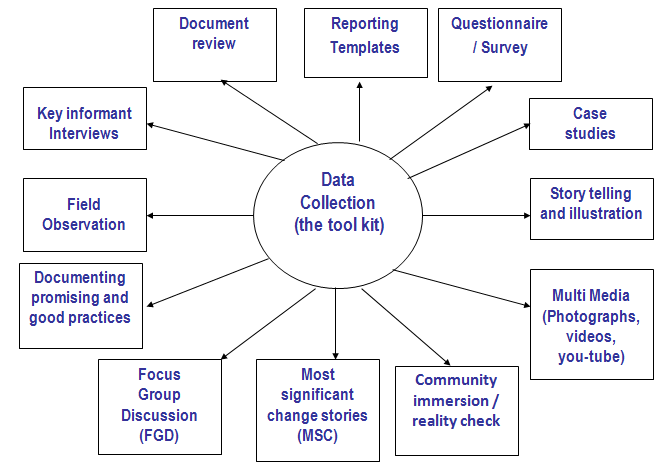 Document
review
Reporting
Templates
Questionnaire
/ Survey
Key informant
Interviews
Case
studies
Data
Collection
(the tool kit)
Field
Observation
Story telling
and illustration
Documenting
promising and
good practices
Multi Media
(Photographs,
videos,
you-tube)
Focus
Group
Discussion
(FGD)
Most
significant
change stories
(MSC)
Community
immersion /
reality check